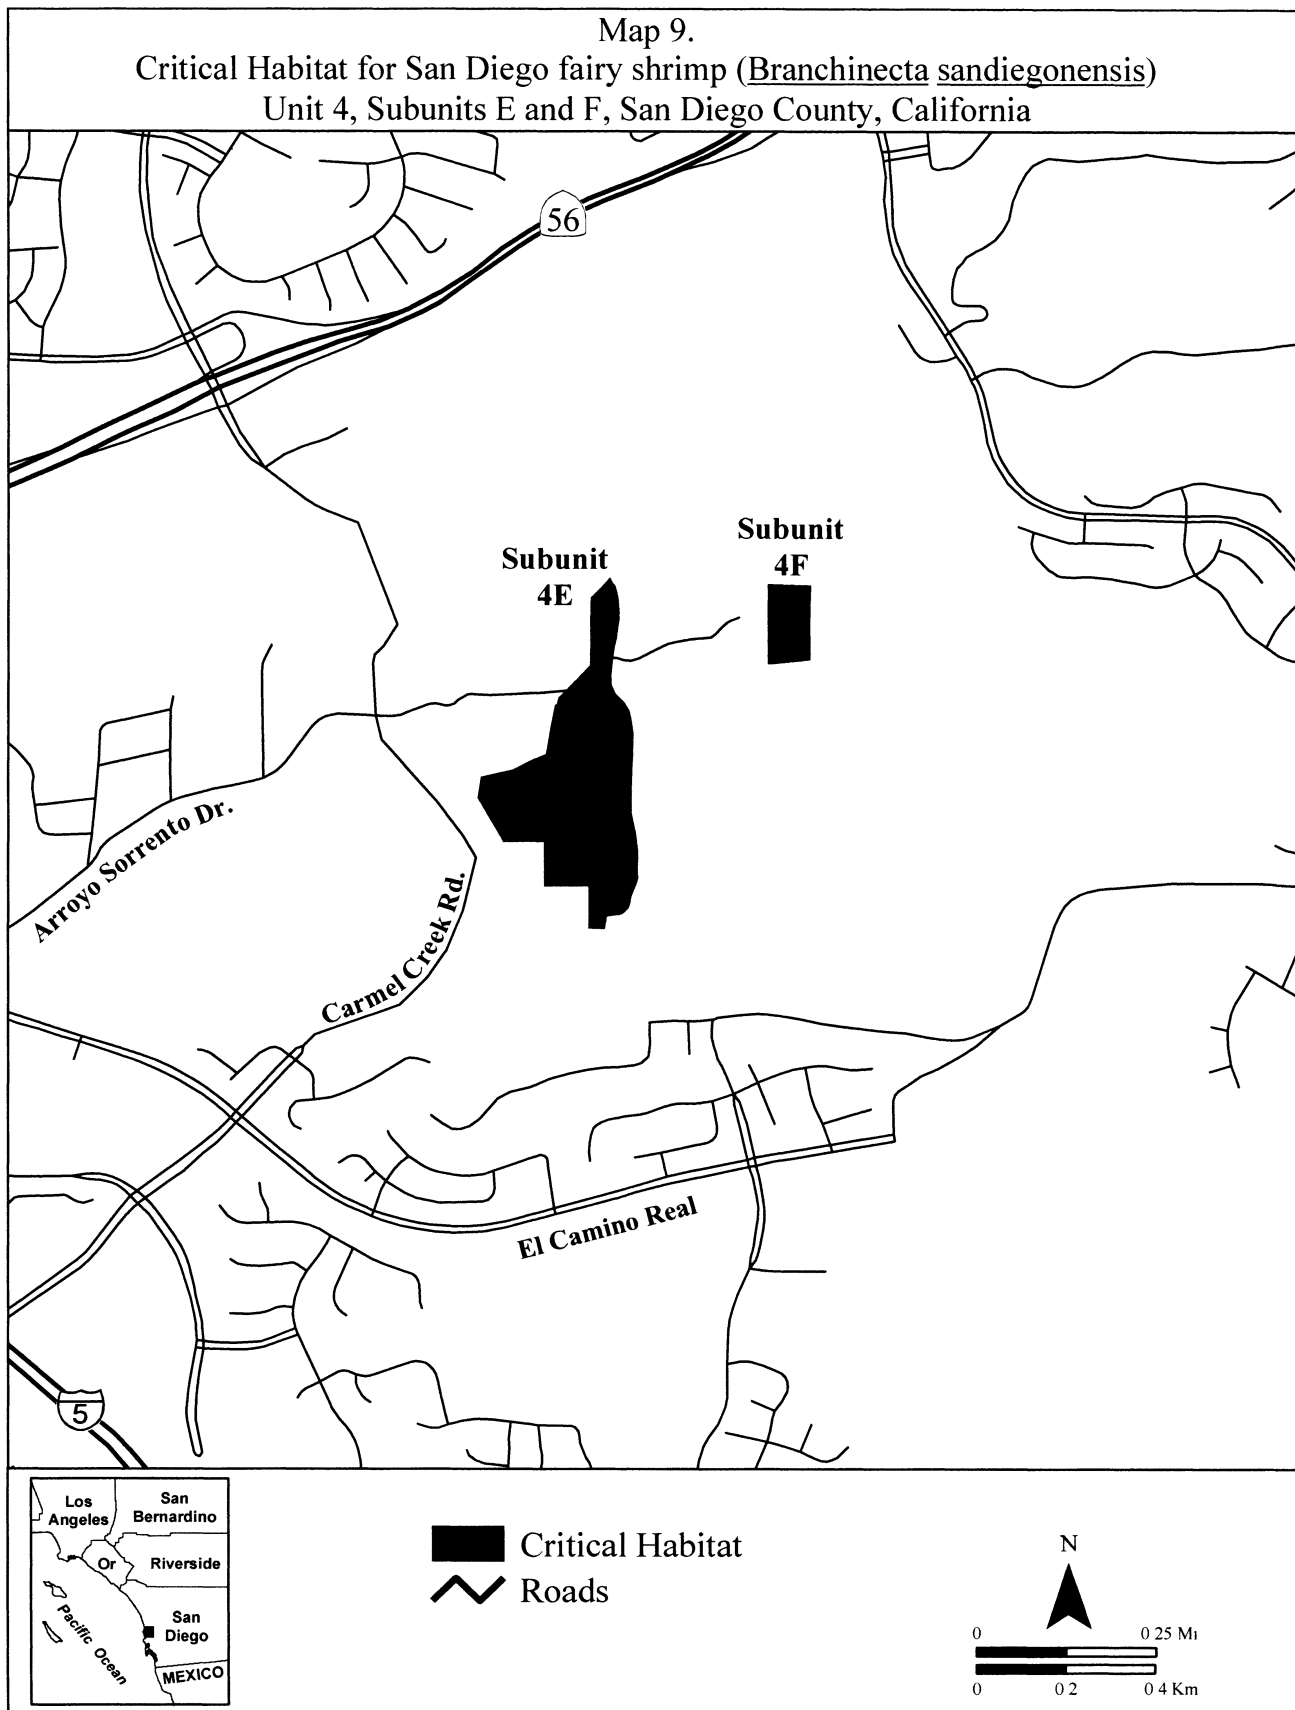 Map 9.
Critical Habitat for San Diego fairy shrimp (Branchinecta sandiegonensis)
Unit 4, Subunits E and F, San Diego County, California
56
Subunit
4E
Subunit
4F
Arroyo Sorrento Dr.
Carmel Creek Rd.
El Camino Real
5
Los
Angeles
San
Bernardino
Or
Riverside
San
Diego
Pacific Ocean
MEXICO
Critical Habitat
Roads
N
0 0 25 Mi
0 0 2 0 4 Km